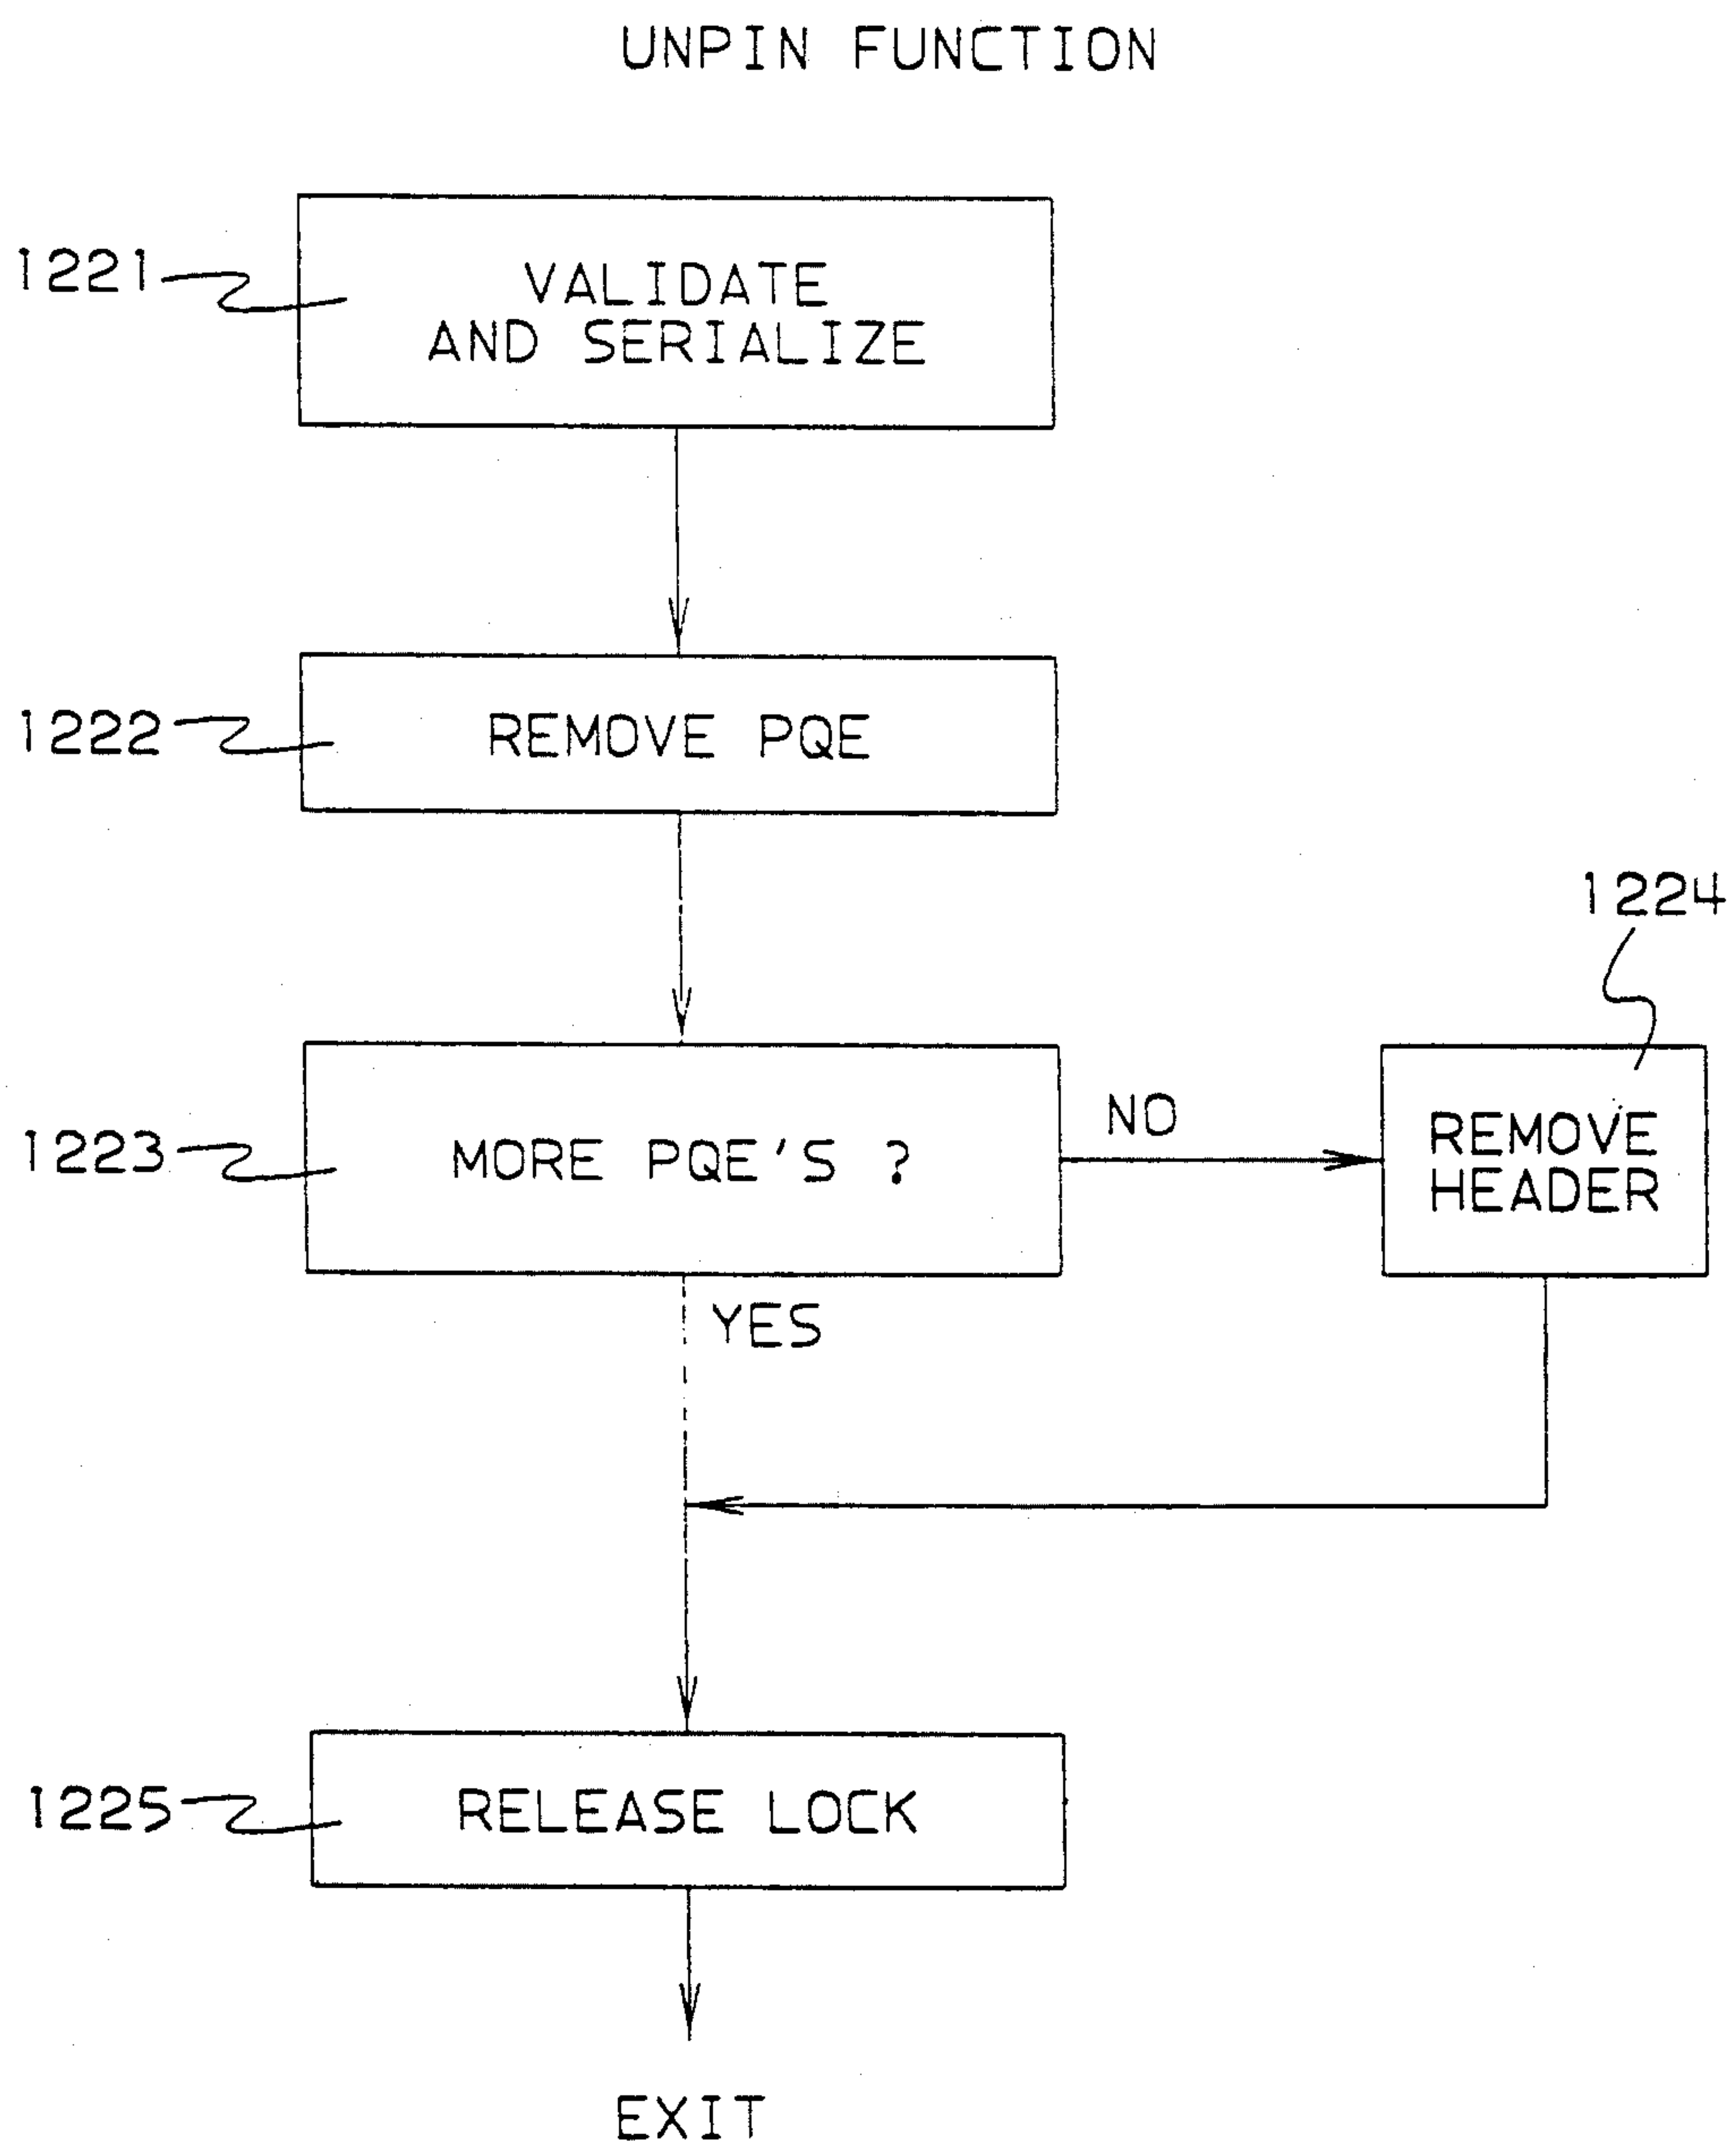 UNPIN FUNCTION
1221
VALIDATE
AND SERIALIZE
1222
REMOVE PQE
1224
1223
MORE PQE'S ?
NO
REMOVE
HEADER
YES
1225
RELEASE LOCK
EXIT